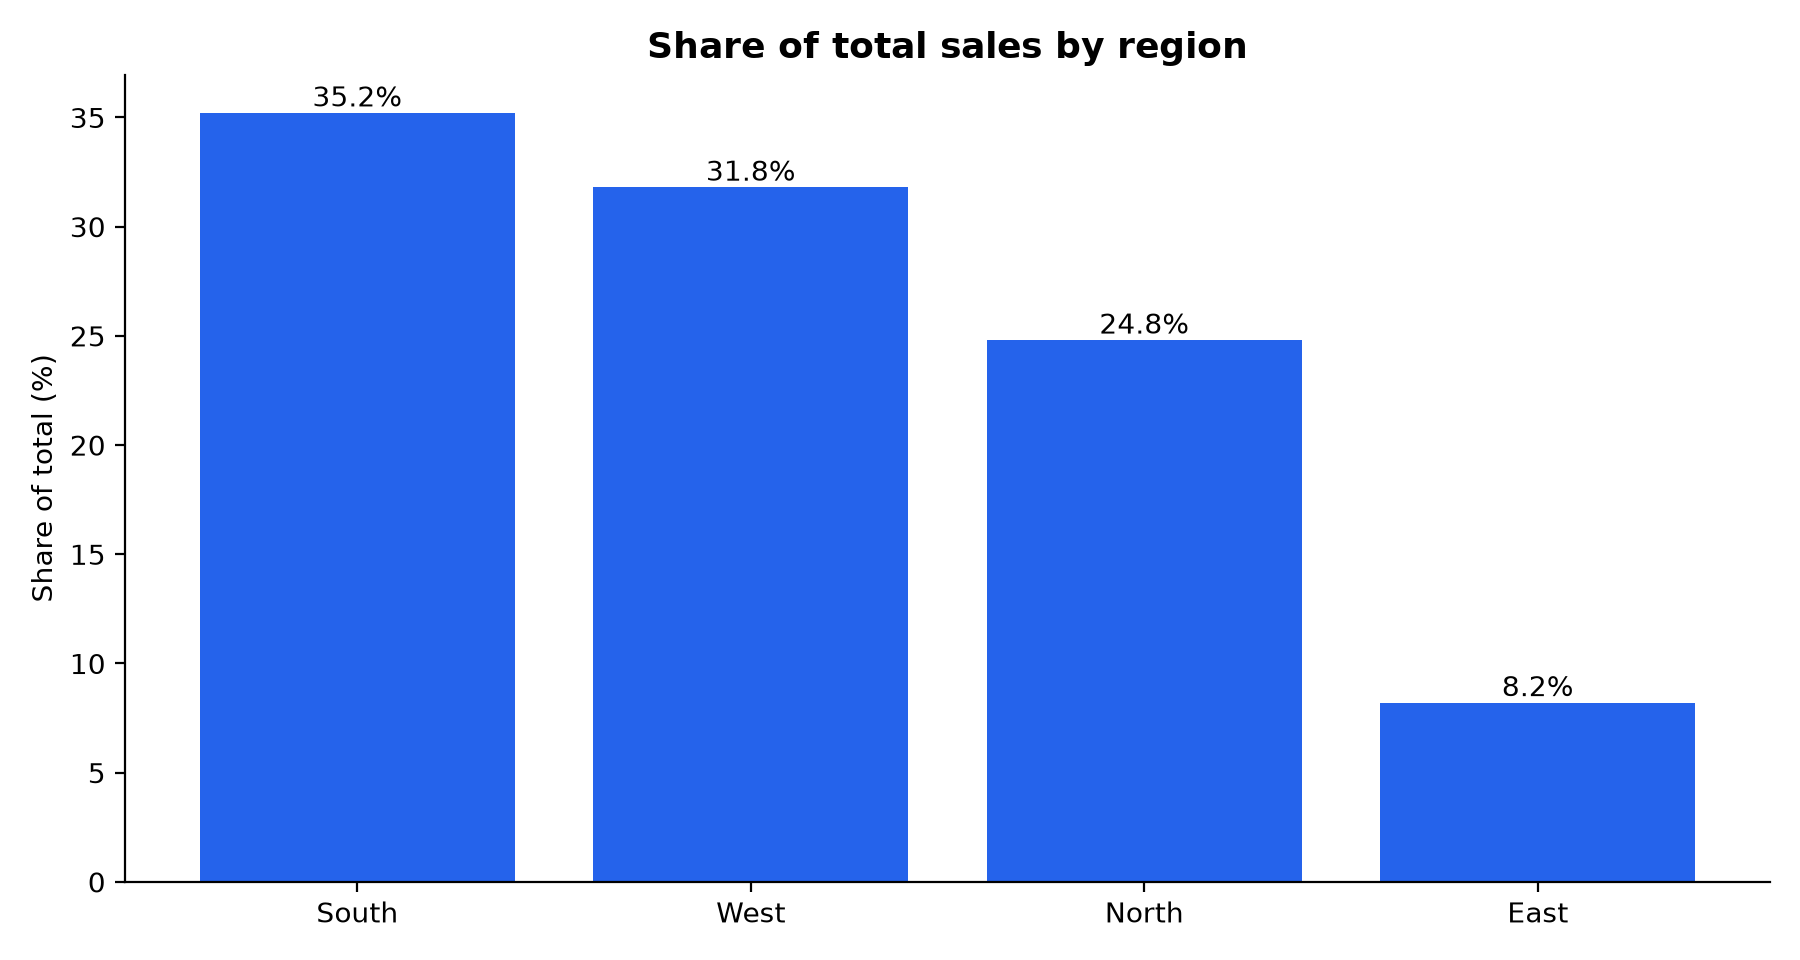 Share of total sales by region
Share of total (%)
35
30
25
20
15
10
5
0
35.2%
31.8%
24.8%
8.2%
South
West
North
East